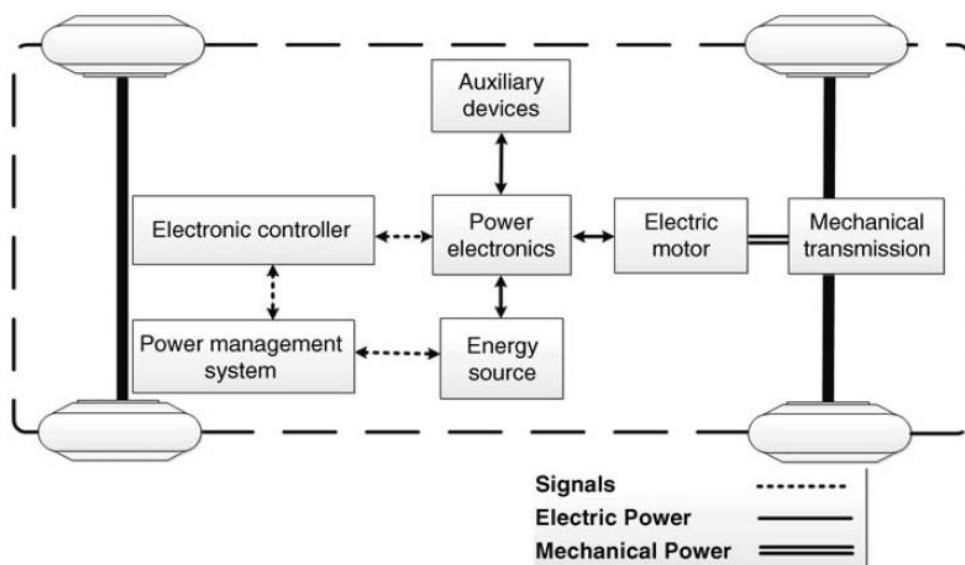 Auxiliary
devices
Electronic controller
Power
electronics
Electric
motor
Mechanical
transmission
Power management
system
Energy
source
Signals
Electric Power
Mechanical Power